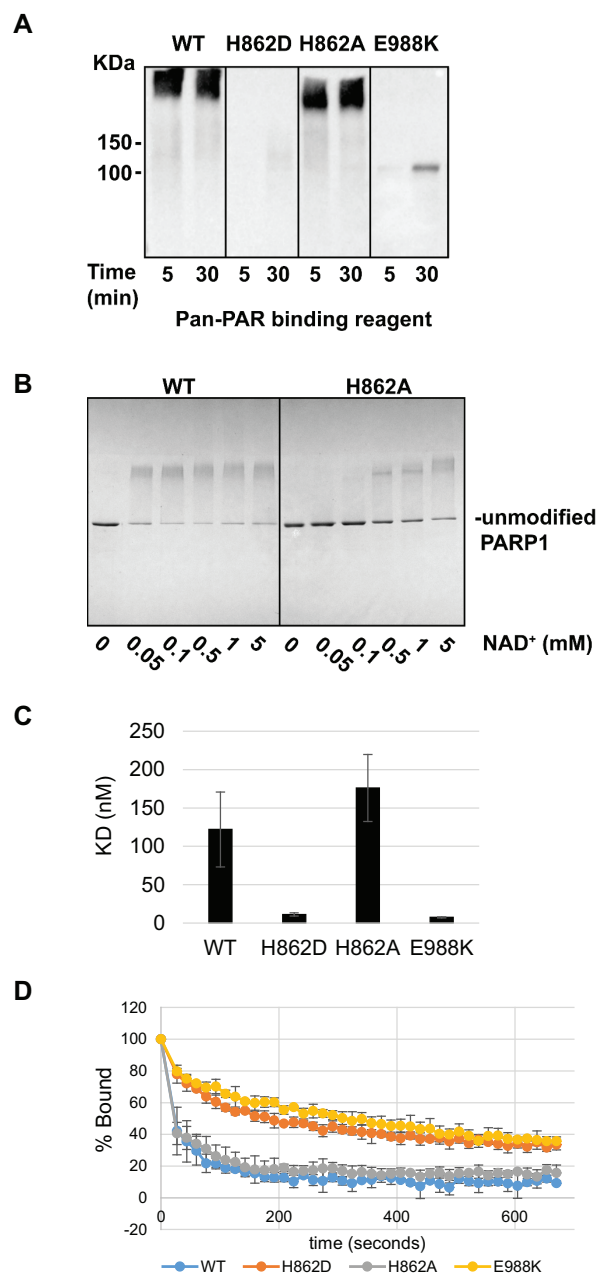 A
WT H862D H862A E988K
KDa
150-
100-
Time (min) 5 30 5 30 5 30 5 30
Pan-PAR binding reagent
B
WT H862A
-unmodified
PARP1
0 0.05 0.1 0.5 1 5 0 0.05 0.1 0.5 1 5 NAD⁺ (mM)
C
KD (nM)
250
200
150
100
50
0
WT H862D H862A E988K
D
% Bound
120
100
80
60
40
20
0
-20
0 200 400 600
time (seconds)
WT H862D H862A E988K